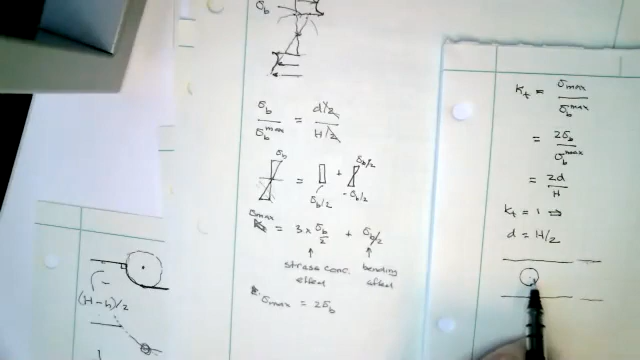 σb
σb / σb^max = d/2 / H/2
σb = σb/2 + σb/2
-σb/2
σmax = 3 × σb/2 + σb/2
stress conc. effect
bending effect
σmax = 2σb
Kt = σmax / σb^max
= 2σb / σb^max
= 2d / H
Kt = 1 ⇒
d = H/2
(H-h)/2